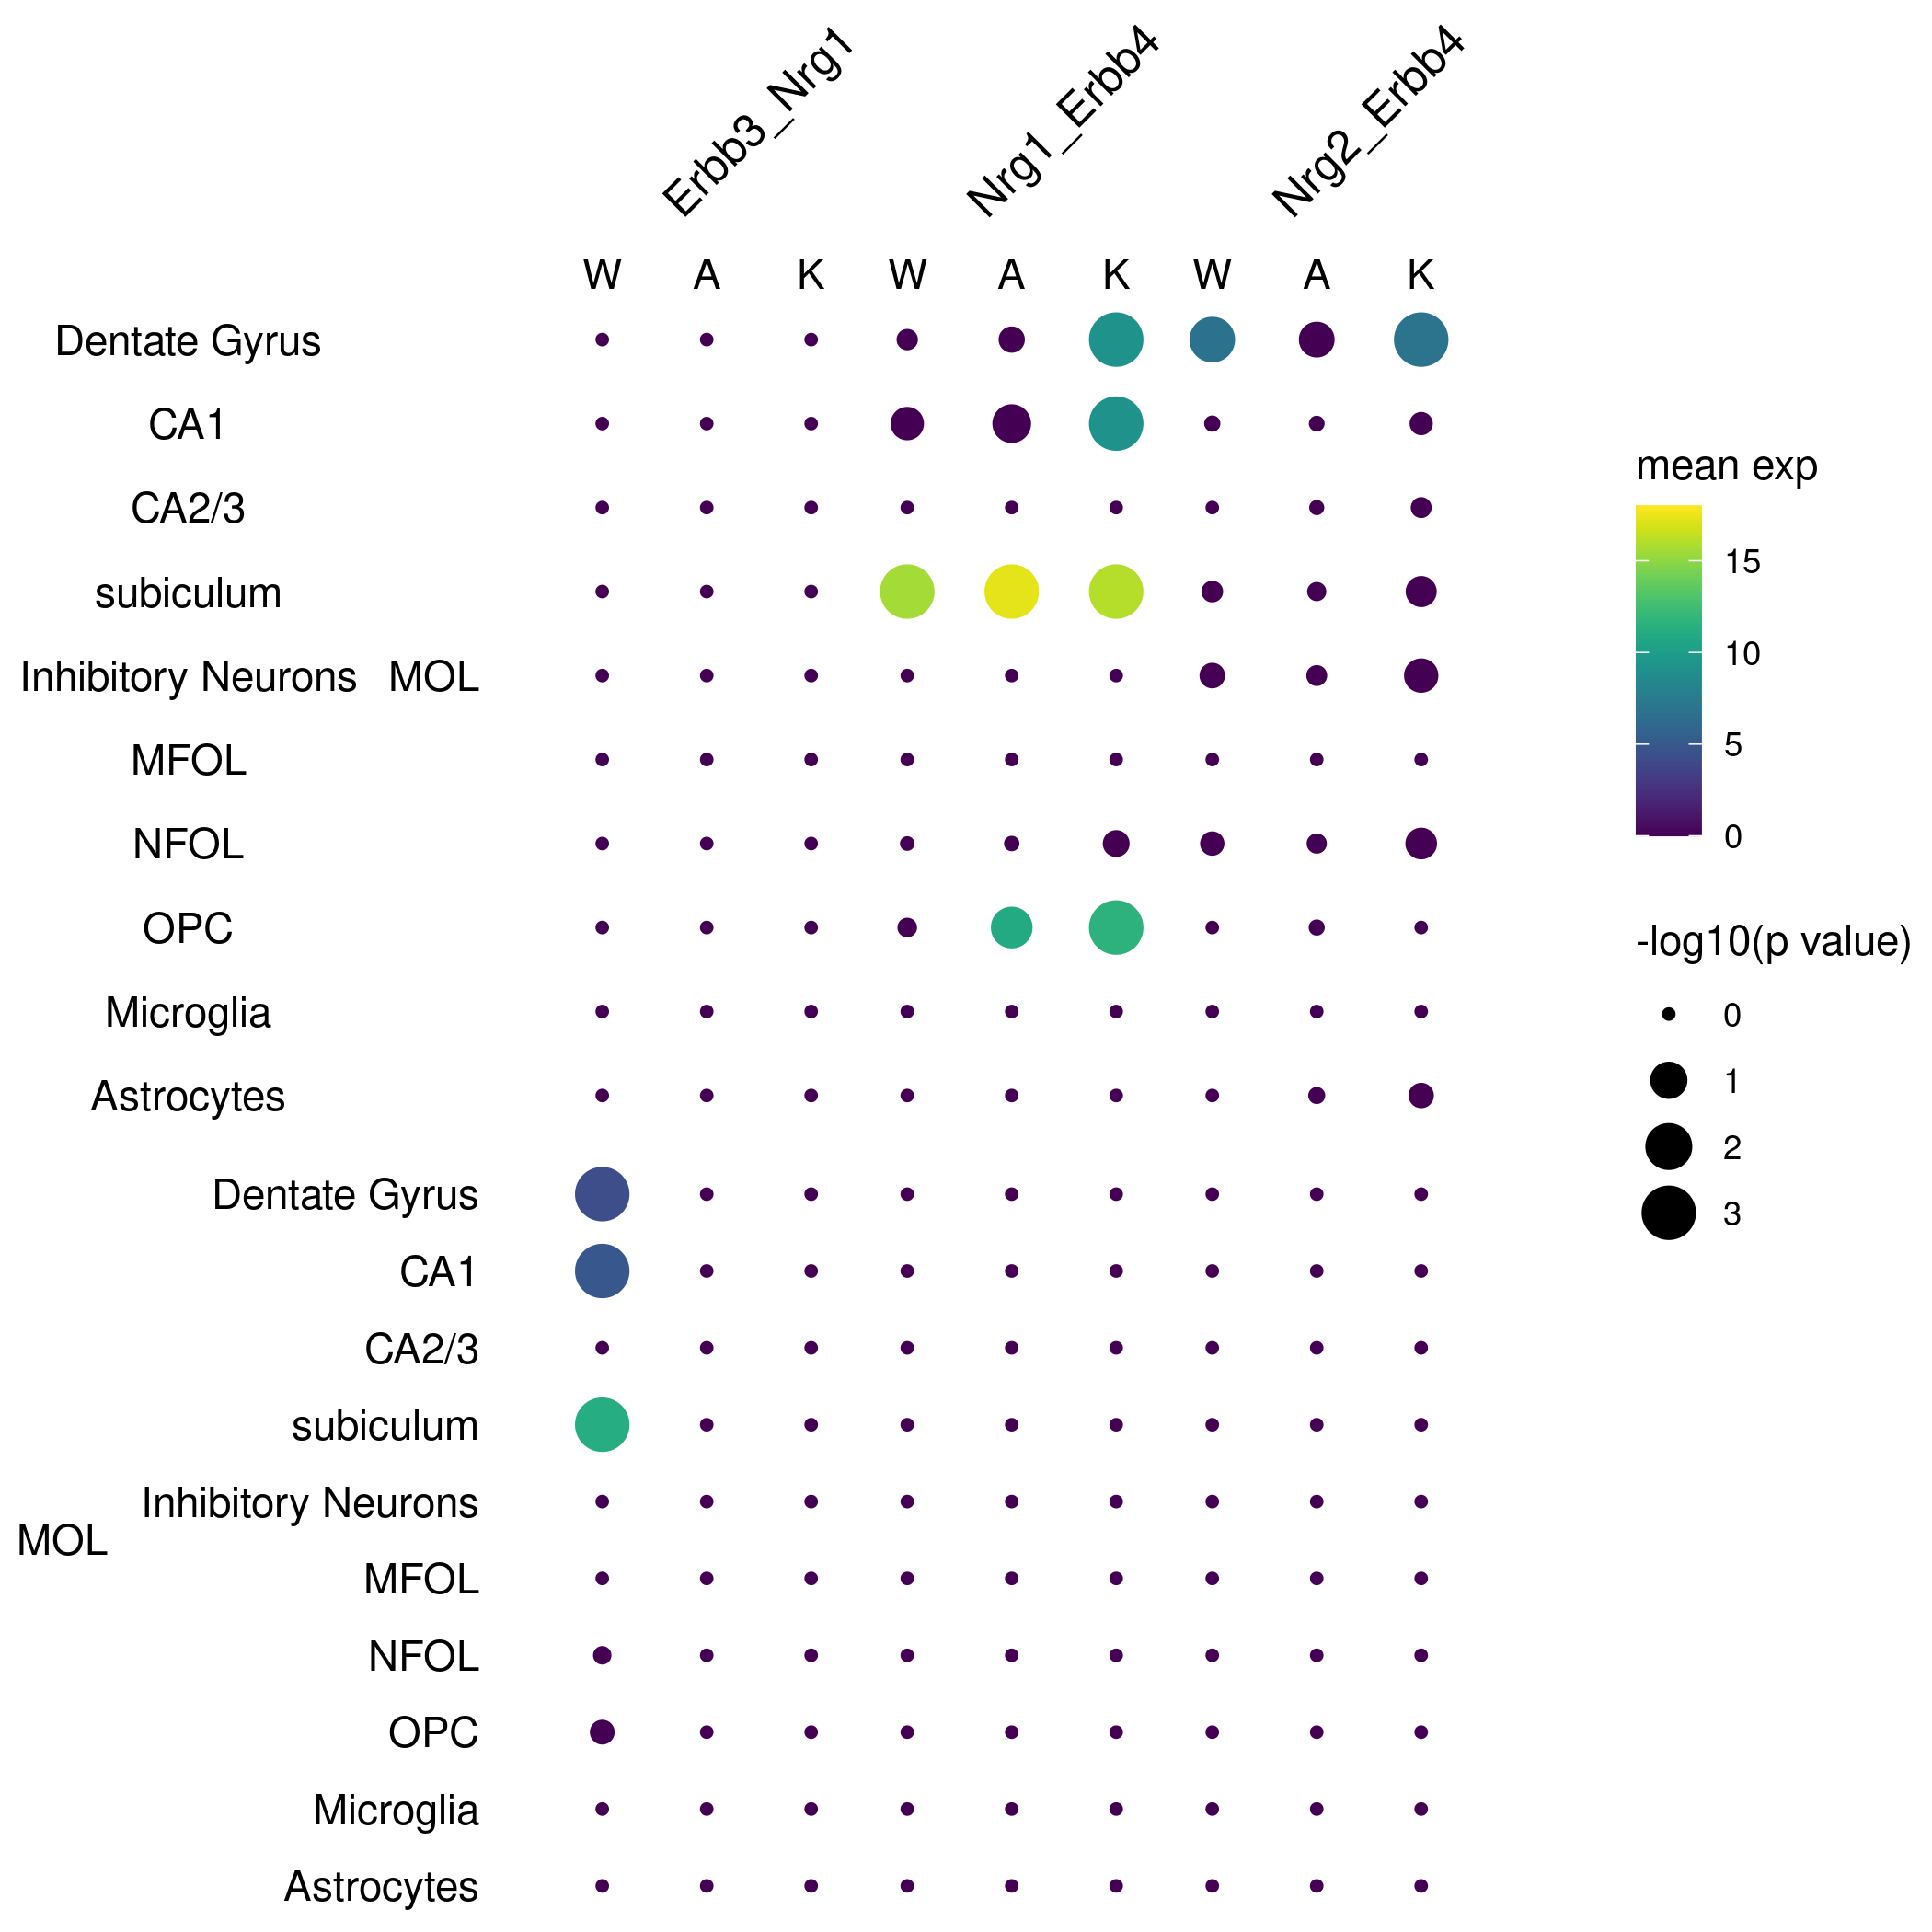 Erbb3_Nrg1 Nrg1_Erbb4 Nrg2_Erbb4
W A K W A K W A K
Dentate Gyrus
CA1
CA2/3
subiculum
Inhibitory Neurons MOL
MFOL
NFOL
OPC
Microglia
Astrocytes
Dentate Gyrus
CA1
CA2/3
subiculum
Inhibitory Neurons
MOL
MFOL
NFOL
OPC
Microglia
Astrocytes
mean exp
15
10
5
0
-log10(p value)
0
1
2
3